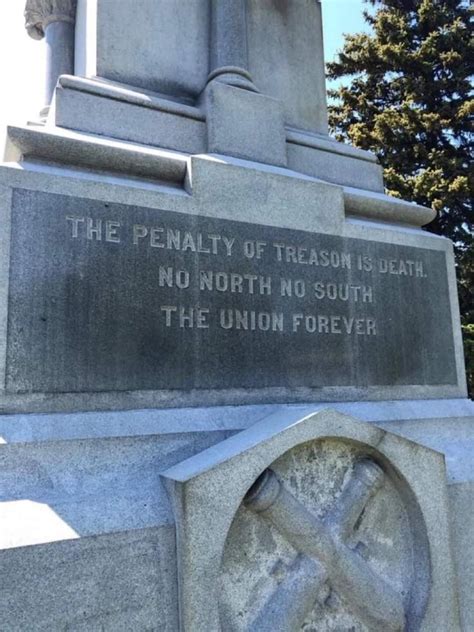 THE PENALTY OF TREASON IS DEATH.
NO NORTH NO SOUTH
THE UNION FOREVER